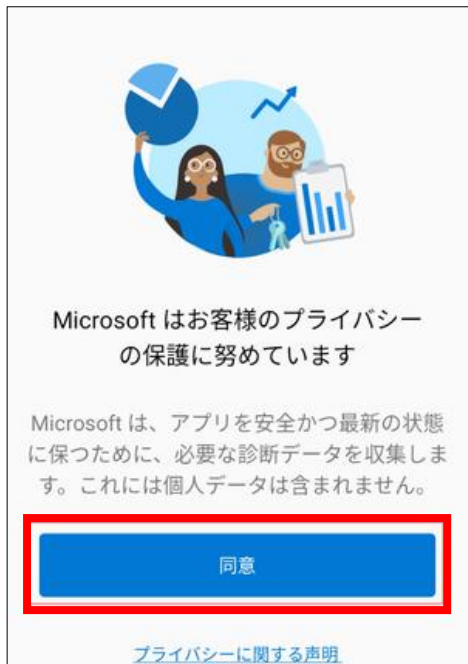 Microsoft はお客様のプライバシー
の保護に努めています
Microsoft は、アプリを安全かつ最新の状態
に保つために、必要な診断データを収集しま
す。これには個人データは含まれません。
同意
プライバシーに関する声明